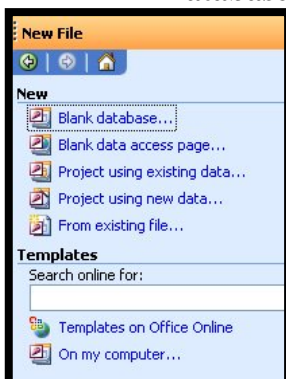 New File
New
Blank database...
Blank data access page...
Project using existing data...
Project using new data...
From existing file...
Templates
Search online for:
Templates on Office Online
On my computer...